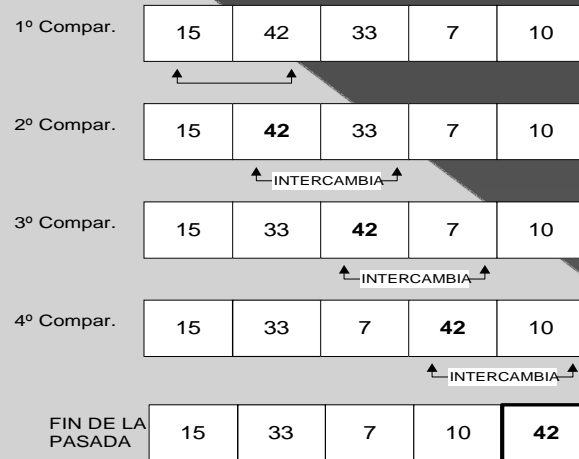 1º Compar. 15 42 33 7 10
2º Compar. 15 42 33 7 10
INTERCAMBIA
3º Compar. 15 33 42 7 10
INTERCAMBIA
4º Compar. 15 33 7 42 10
INTERCAMBIA
FIN DE LA
PASADA 15 33 7 10 42